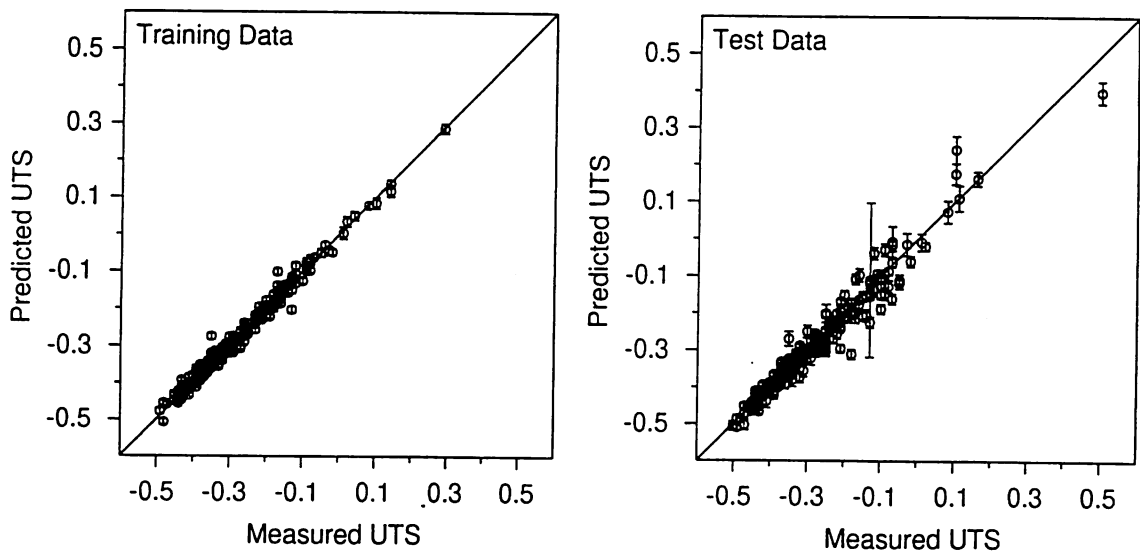 Training Data
0.5
0.3
0.1
-0.1
-0.3
-0.5
Predicted UTS
-0.5 -0.3 -0.1 0.1 0.3 0.5
Measured UTS
Test Data
0.5
0.3
0.1
-0.1
-0.3
-0.5
Predicted UTS
-0.5 -0.3 -0.1 0.1 0.3 0.5
Measured UTS